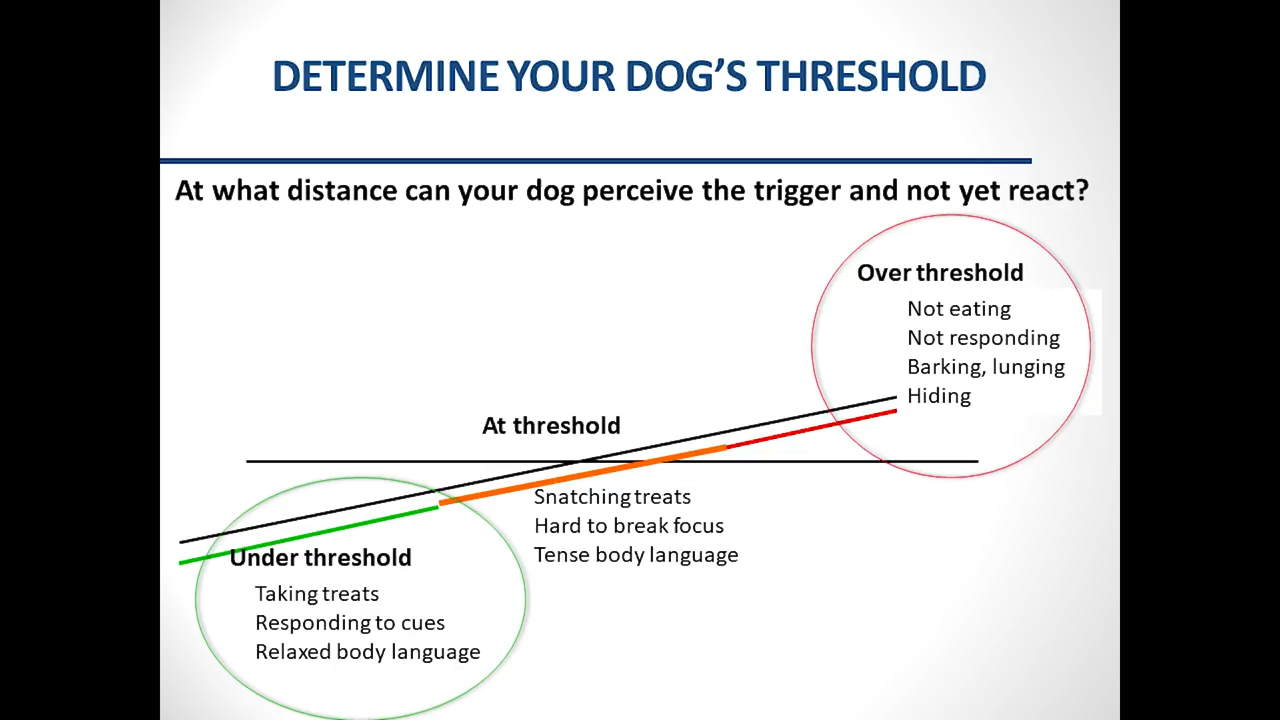 DETERMINE YOUR DOG'S THRESHOLD
At what distance can your dog perceive the trigger and not yet react?
Over threshold
Not eating
Not responding
Barking, lunging
Hiding
At threshold
Snatching treats
Hard to break focus
Tense body language
Under threshold
Taking treats
Responding to cues
Relaxed body language